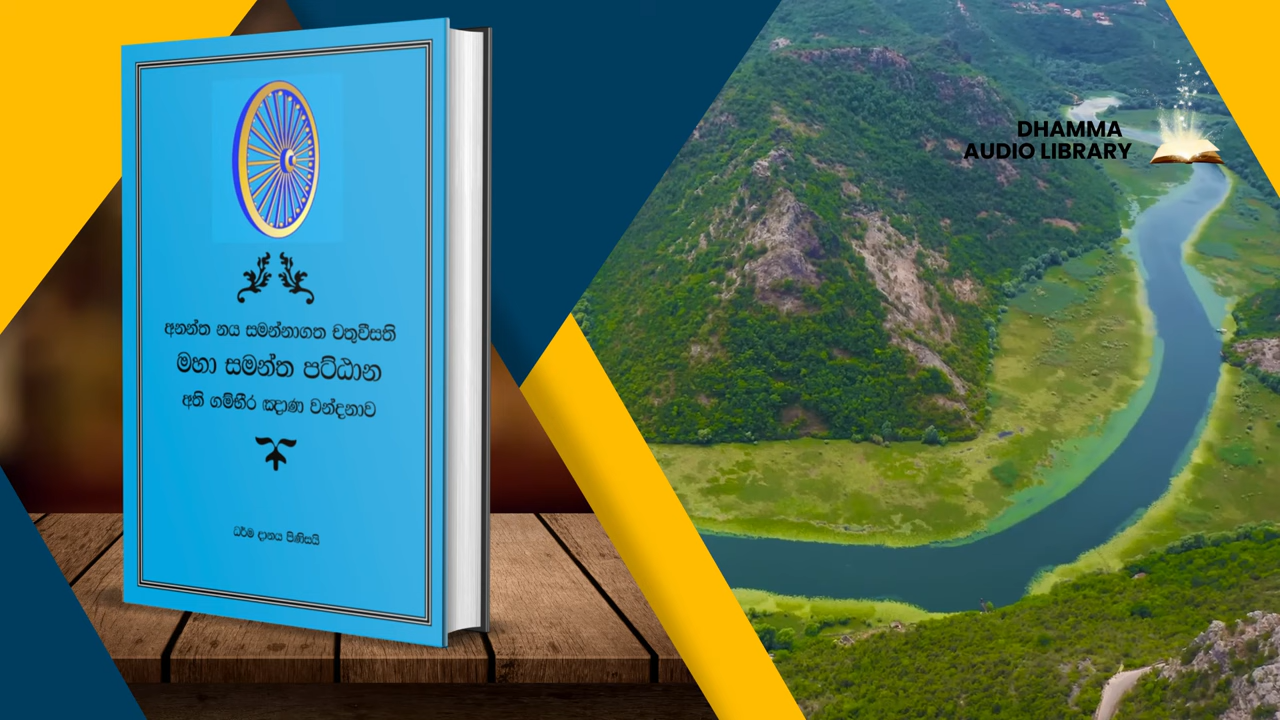 අනන්ත නය සමන්නාගත චතුවීසති
මහා සමන්ත පට්ඨාන
අති ගම්භීර ඤාණ වන්දනාව
ධර්ම දානය පිණිසයි
DHAMMA
AUDIO LIBRARY